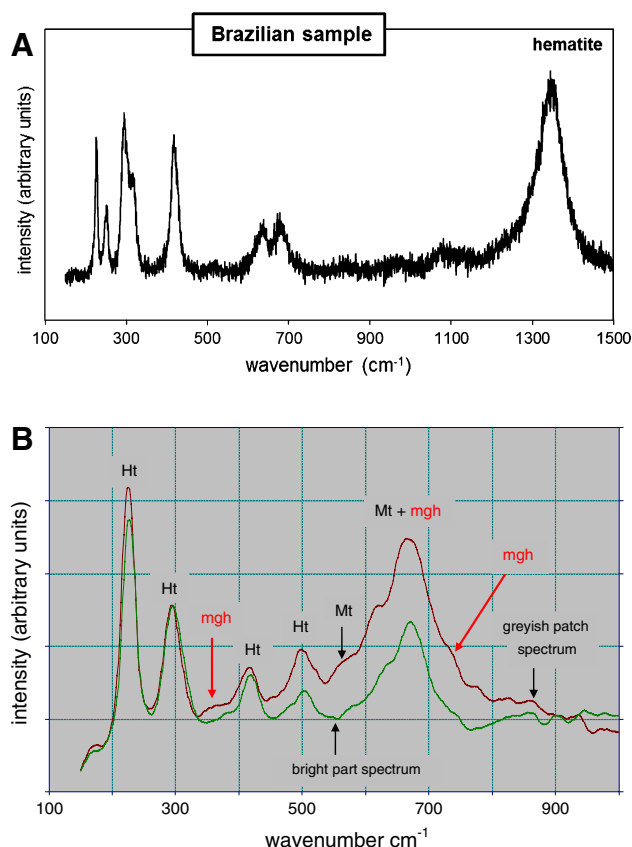 A
Brazilian sample
hematite
intensity (arbitrary units)
100 300 500 700 900 1100 1300 1500
wavenumber (cm-1)
B
Ht
Mt + mgh
mgh
Ht
mgh
Mt
greyish patch
spectrum
Ht
Ht
bright part spectrum
intensity (arbitrary units)
100 300 500 700 900
wavenumber cm-1